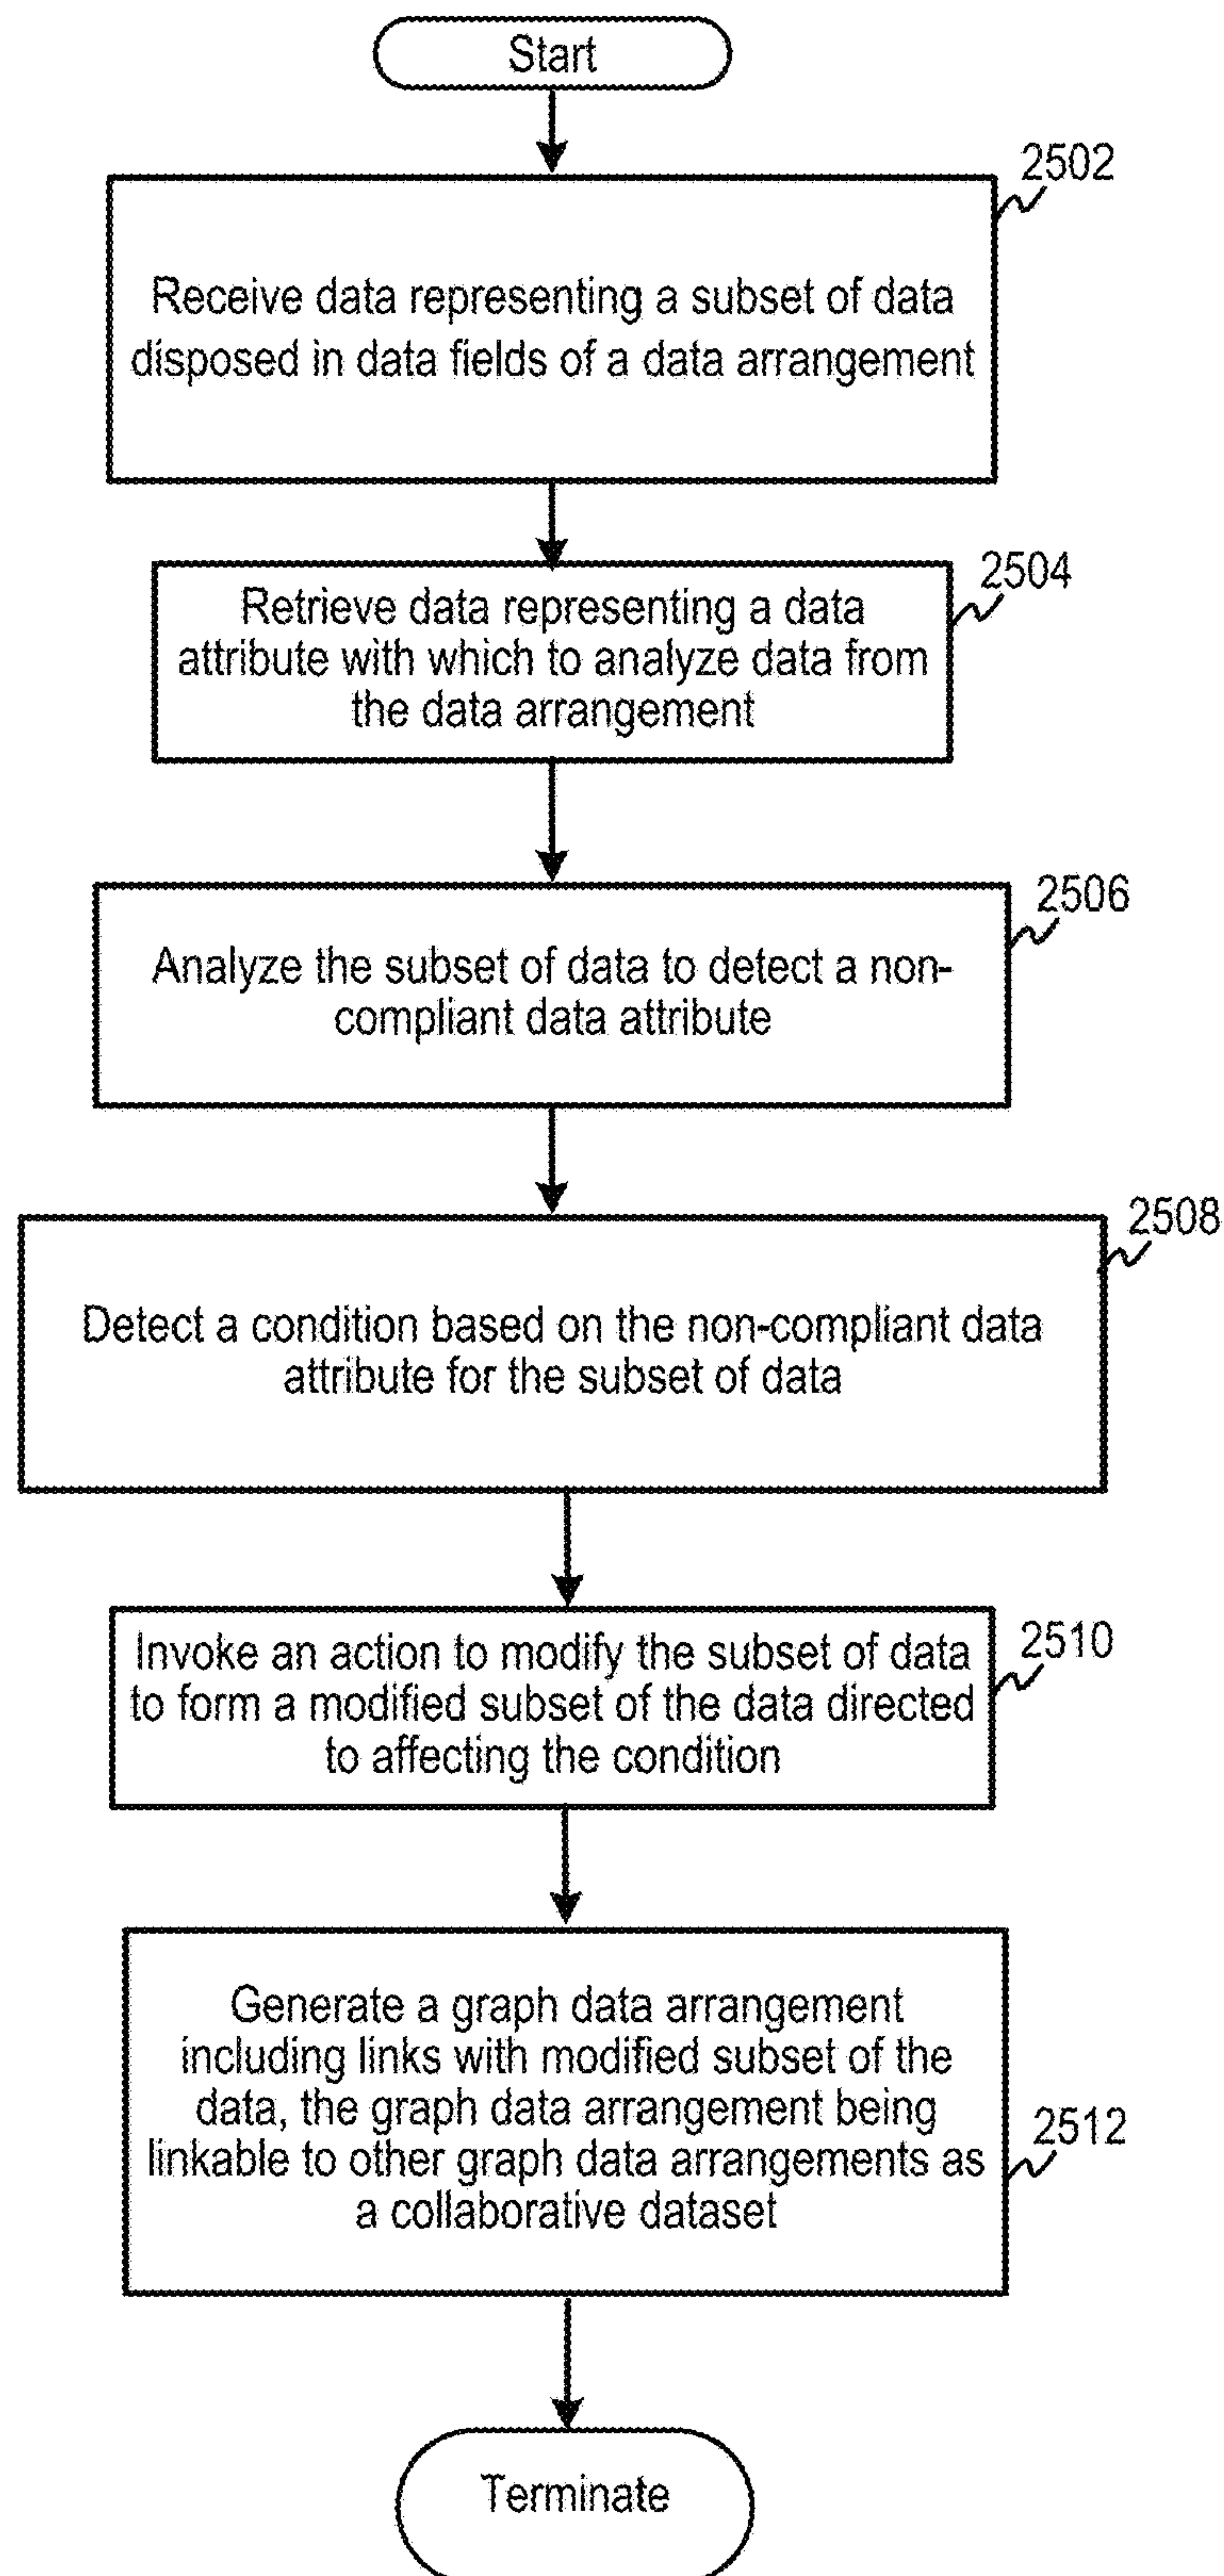 Start
2502
Receive data representing a subset of data
disposed in data fields of a data arrangement
2504
Retrieve data representing a data
attribute with which to analyze data from
the data arrangement
2506
Analyze the subset of data to detect a non-
compliant data attribute
2508
Detect a condition based on the non-compliant data
attribute for the subset of data
2510
Invoke an action to modify the subset of data
to form a modified subset of the data directed
to affecting the condition
Generate a graph data arrangement
including links with modified subset of the
data, the graph data arrangement being
linkable to other graph data arrangements as
a collaborative dataset
2512
Terminate